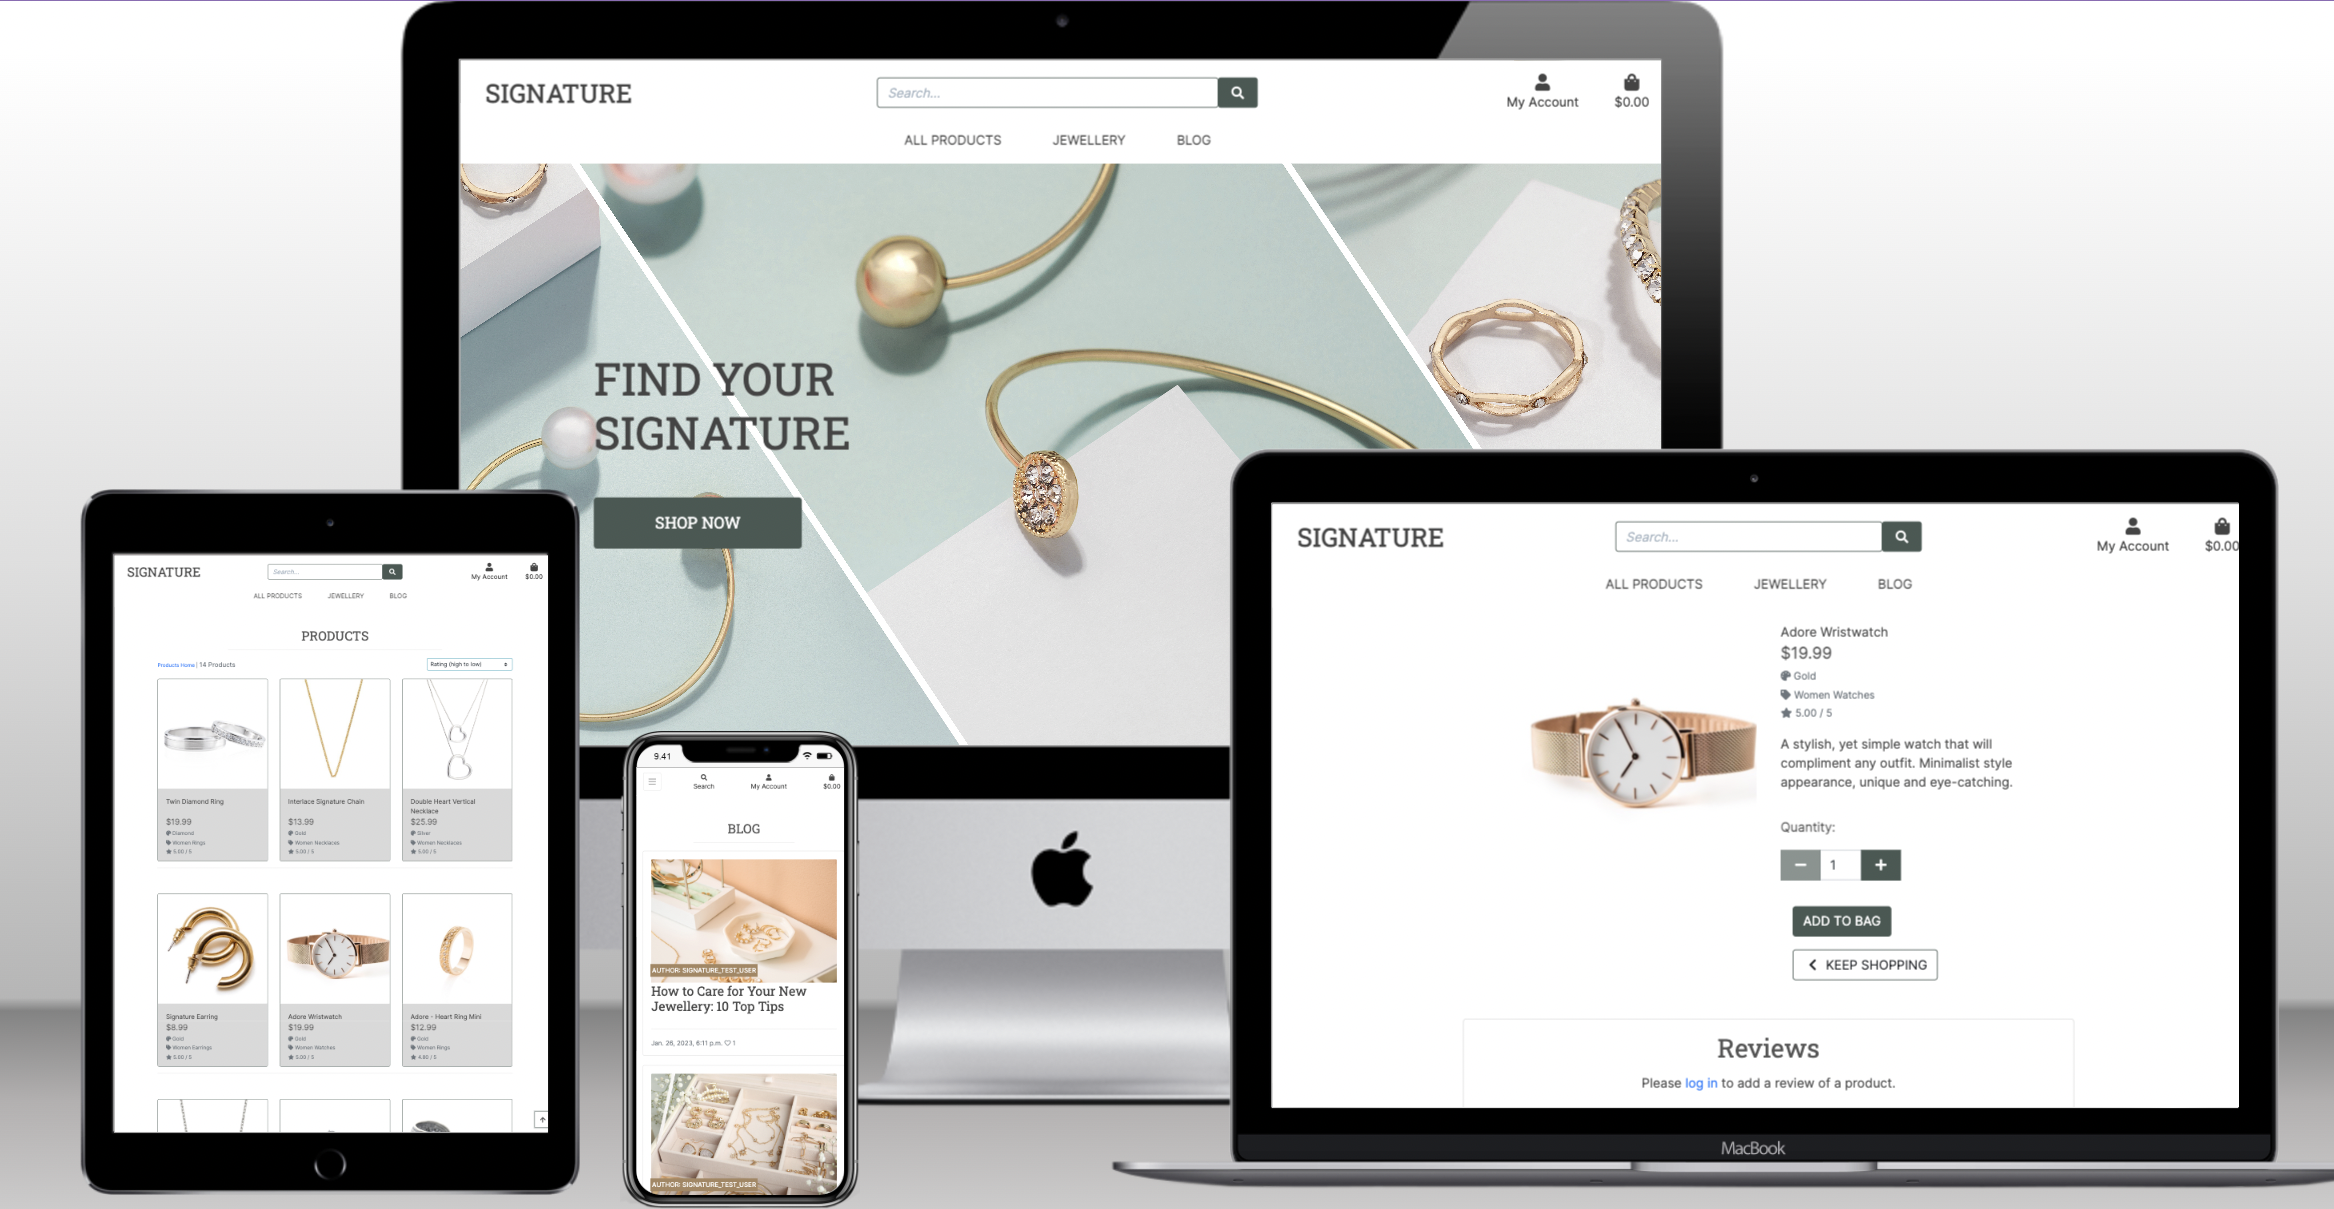 SIGNATURE
Search...
My Account
$0.00
ALL PRODUCTS JEWELLERY BLOG
FIND YOUR
SIGNATURE
SHOP NOW
SIGNATURE
Search...
My Account
$0.00
ALL PRODUCTS JEWELLERY BLOG
PRODUCTS
Products Home | 14 Products
Rating (high to low)
Twin Diamond Ring
$19.99
Diamond
Women Rings
5.00 / 5
Interlace Signature Chain
$13.99
Gold
Women Necklaces
5.00 / 5
Double Heart Vertical
Necklace
$25.99
Silver
Women Necklaces
5.00 / 5
Signature Earring
$8.99
Gold
Women Earrings
5.00 / 5
Adore Wristwatch
$19.99
Gold
Women Watches
5.00 / 5
Adore - Heart Ring Mini
$12.99
Gold
Women Rings
4.80 / 5
9.41
Search
My Account
$0.00
BLOG
AUTHOR: SIGNATURE_TEST_USER
How to Care for Your New
Jewellery: 10 Top Tips
Jan. 26, 2023, 6:11 p.m. 1
AUTHOR: SIGNATURE_TEST_USER
SIGNATURE
Search...
My Account
$0.00
ALL PRODUCTS JEWELLERY BLOG
Adore Wristwatch
$19.99
Gold
Women Watches
5.00 / 5
A stylish, yet simple watch that will
compliment any outfit. Minimalist style
appearance, unique and eye-catching.
Quantity:
1
ADD TO BAG
KEEP SHOPPING
Reviews
Please log in to add a review of a product.
MacBook